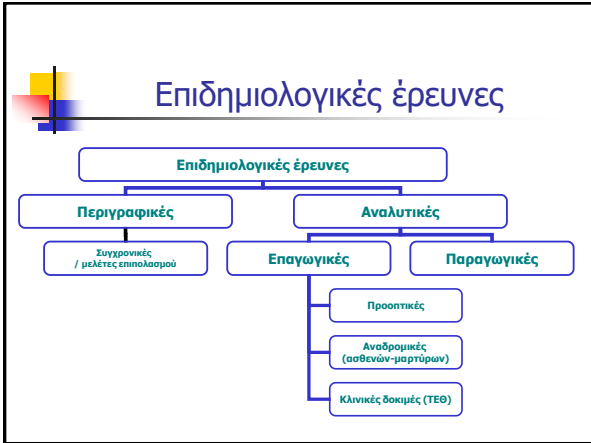 Επιδημιολογικές έρευνες
Επιδημιολογικές έρευνες
Περιγραφικές
Αναλυτικές
Συγχρονικές
/ μελέτες επιπολασμού
Επαγωγικές
Παραγωγικές
Προοπτικές
Αναδρομικές
(ασθενών-μαρτύρων)
Κλινικές δοκιμές (ΤΕΘ)